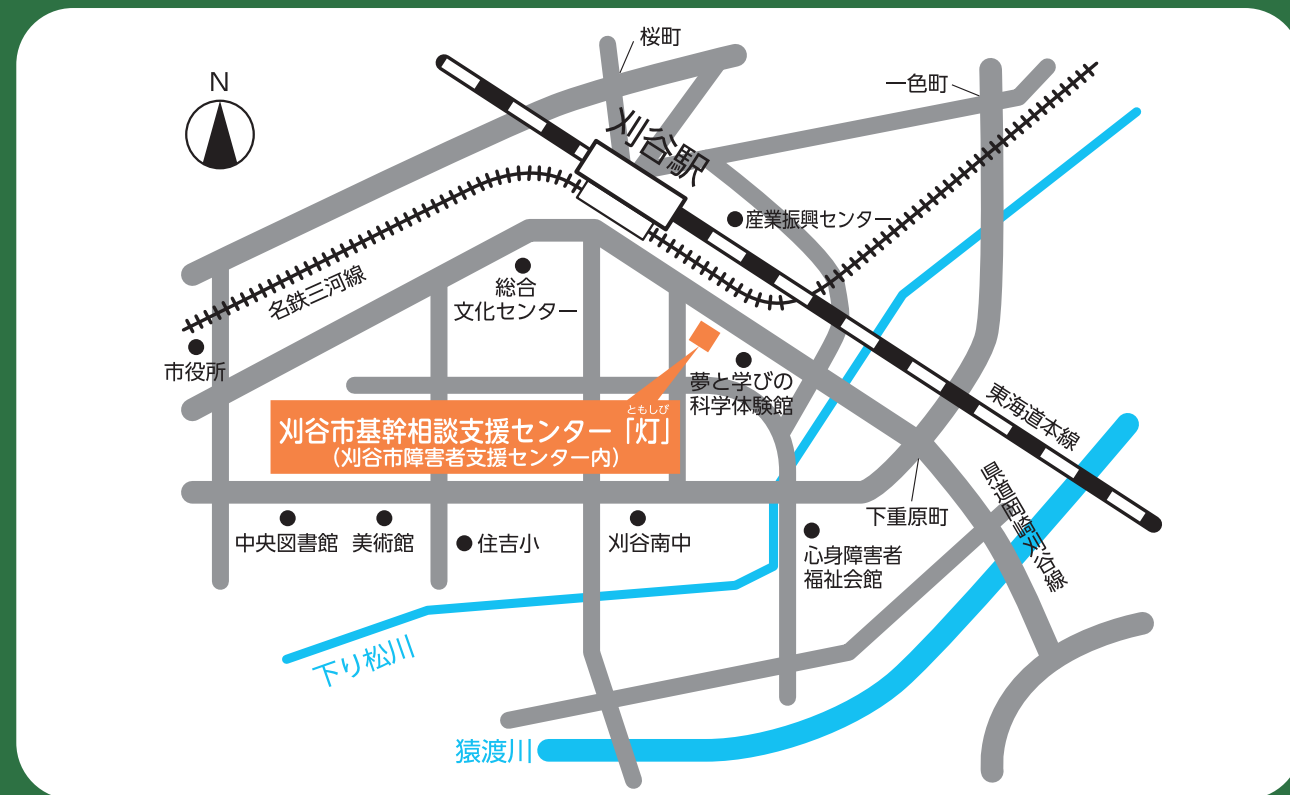 桜町
N
一色町
刈谷駅
産業振興センター
名鉄三河線
総合
文化センター
市役所
夢と学びの
科学体験館
東海道本線
ともしび
刈谷市基幹相談支援センター「灯」
(刈谷市障害者支援センター内)
県道岡崎刈谷線
下重原町
中央図書館
美術館
住吉小
刈谷南中
心身障害者
福祉会館
下り松川
猿渡川